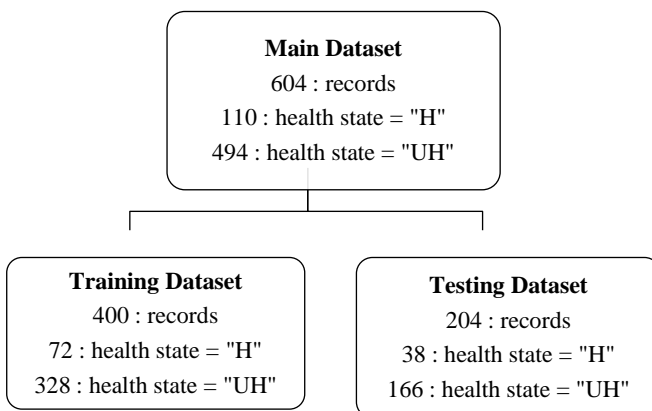 Main Dataset
604 : records
110 : health state = "H"
494 : health state = "UH"
Training Dataset
400 : records
72 : health state = "H"
328 : health state = "UH"
Testing Dataset
204 : records
38 : health state = "H"
166 : health state = "UH"